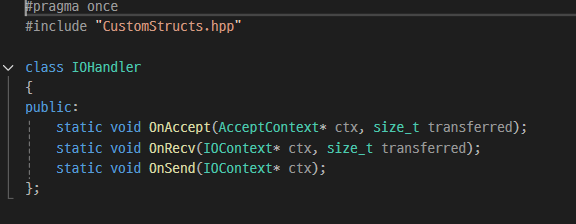 #pragma once
#include "CustomStructs.hpp"
class IOHandler
{
public:
    static void OnAccept(AcceptContext* ctx, size_t transferred);
    static void OnRecv(IOContext* ctx, size_t transferred);
    static void OnSend(IOContext* ctx);
};